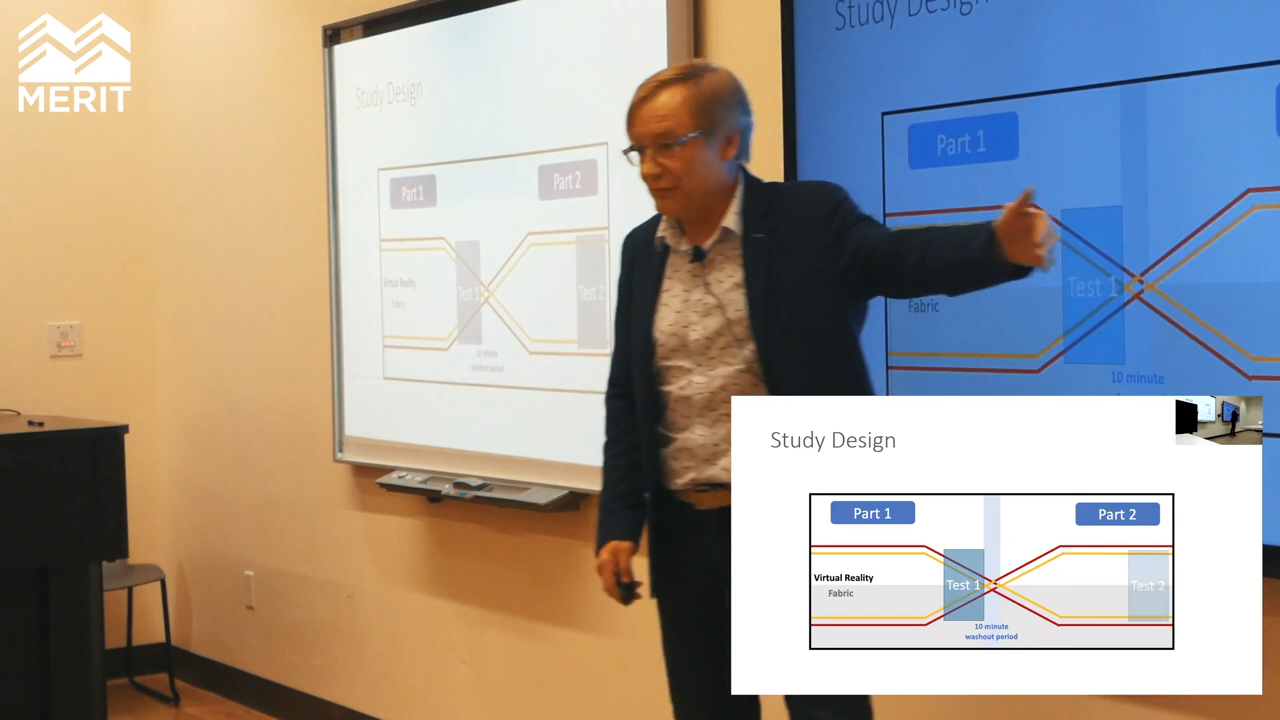 MERIT
Study Design
Part 1
Part 2
Virtual Reality
Fabric
Test 1
Test 2
10 minute
washout period
Study Design
Part 1
Fabric
Test 1
10 minute
Study Design
Part 1
Part 2
Virtual Reality
Fabric
Test 1
Test 2
10 minute
washout period